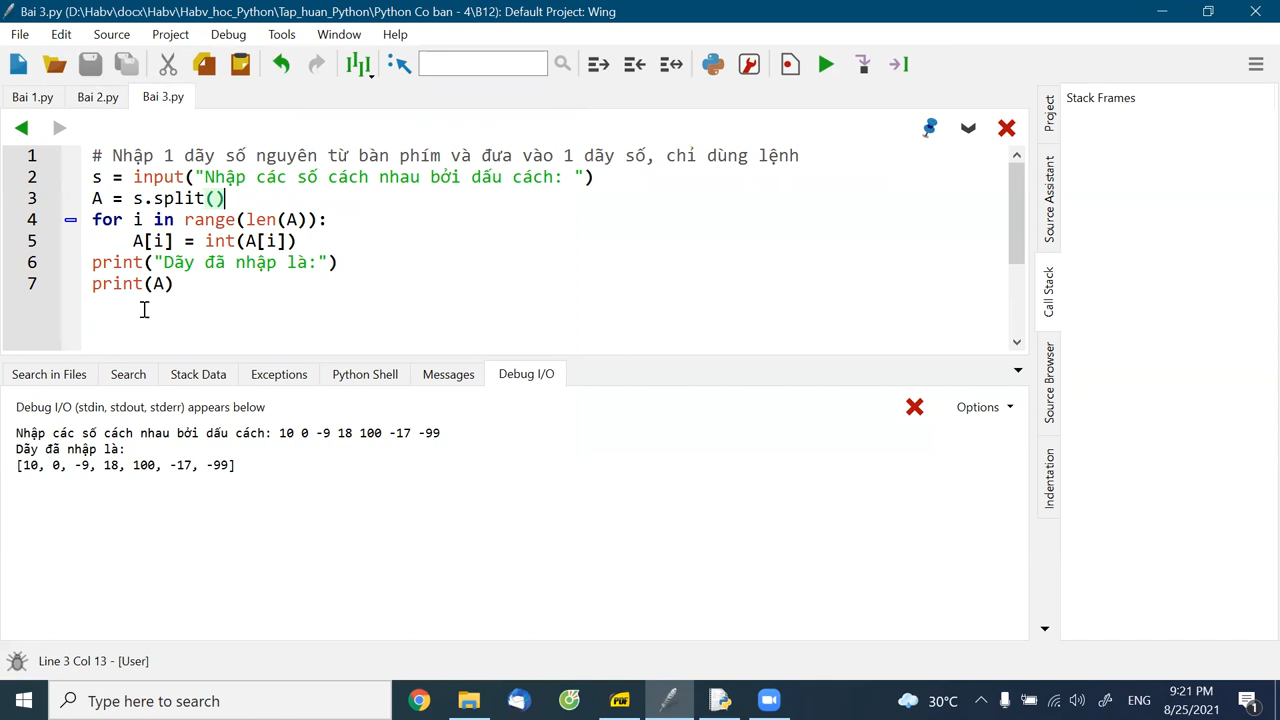 Bai 3.py (D:\Habv\docx\Habv\Habv_hoc_Python\Tap_huan_Python\Python Co ban - 4\B12): Default Project: Wing
File Edit Source Project Debug Tools Window Help
Bai 1.py Bai 2.py Bai 3.py
1 # Nhập 1 dãy số nguyên từ bàn phím và đưa vào 1 dãy số, chỉ dùng lệnh
2 s = input("Nhập các số cách nhau bởi dấu cách: ")
3 A = s.split()
4 for i in range(len(A)):
5 A[i] = int(A[i])
6 print("Dãy đã nhập là:")
7 print(A)
Search in Files Search Stack Data Exceptions Python Shell Messages Debug I/O
Debug I/O (stdin, stdout, stderr) appears below
Options
Nhập các số cách nhau bởi dấu cách: 10 0 -9 18 100 -17 -99
Dãy đã nhập là:
[10, 0, -9, 18, 100, -17, -99]
Project
Source Assistant
Call Stack
Source Browser
Indentation
Stack Frames
Line 3 Col 13 - [User]
Type here to search
PDF
30°C
ENG
9:21 PM
8/25/2021
1